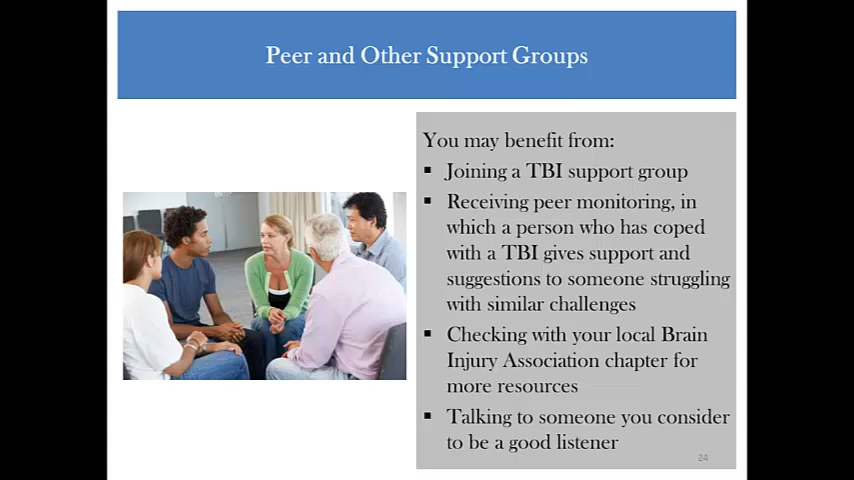 Peer and Other Support Groups
You may benefit from:
▪ Joining a TBI support group
▪ Receiving peer monitoring, in
which a person who has coped
with a TBI gives support and
suggestions to someone struggling
with similar challenges
▪ Checking with your local Brain
Injury Association chapter for
more resources
▪ Talking to someone you consider
to be a good listener
24